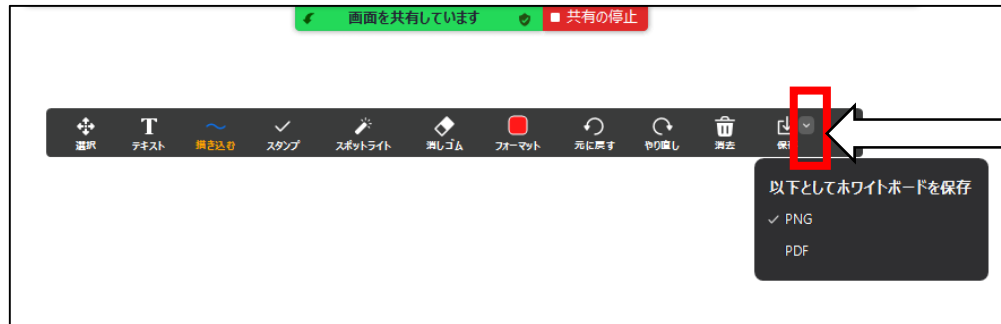 画面を共有しています 共有の停止
選択 テキスト 描き込む スタンプ スポットライト 消しゴム フォーマット 元に戻す やり直し 消去 保存
以下としてホワイトボードを保存
PNG
PDF